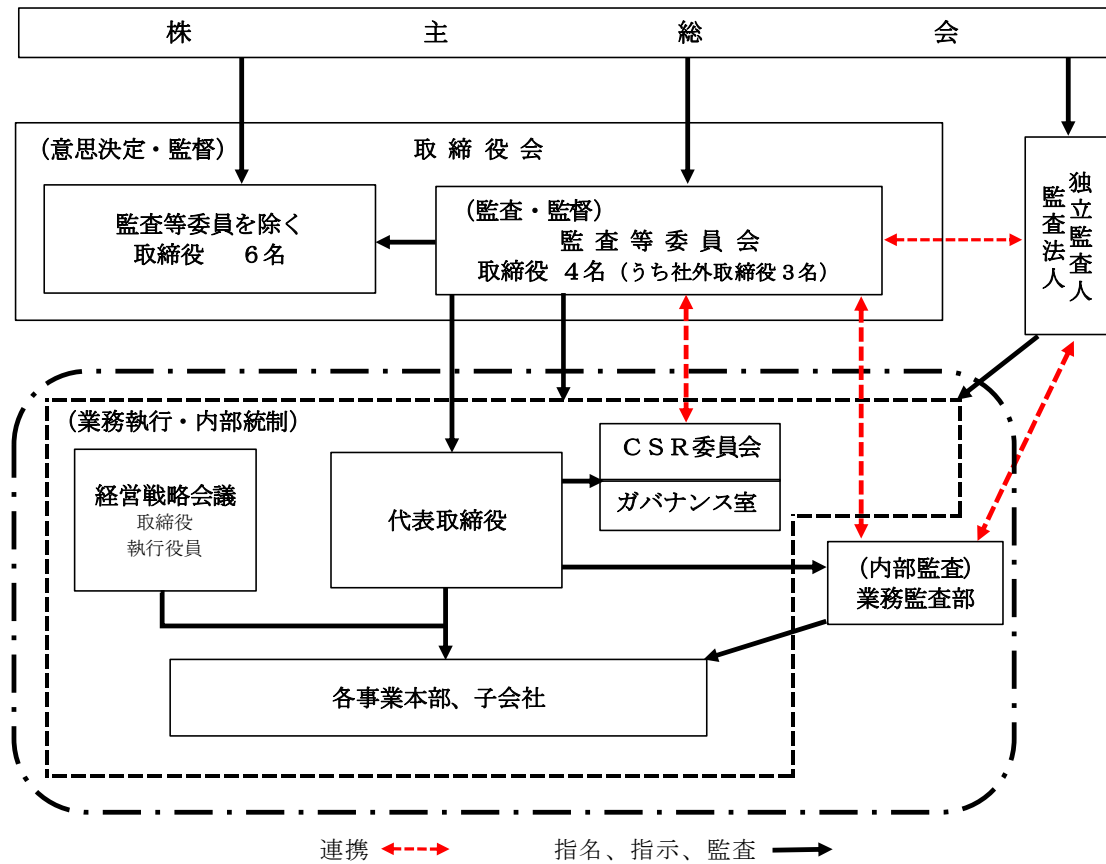 株主総会
(意思決定・監督)
取締役会
監査等委員を除く
取締役 6名
(監査・監督)
監査等委員会
取締役 4名 (うち社外取締役3名)
独立監査人
監査法人
(業務執行・内部統制)
経営戦略会議
取締役
執行役員
代表取締役
CSR委員会
ガバナンス室
(内部監査)
業務監査部
各事業本部、子会社
連携
指名、指示、監査